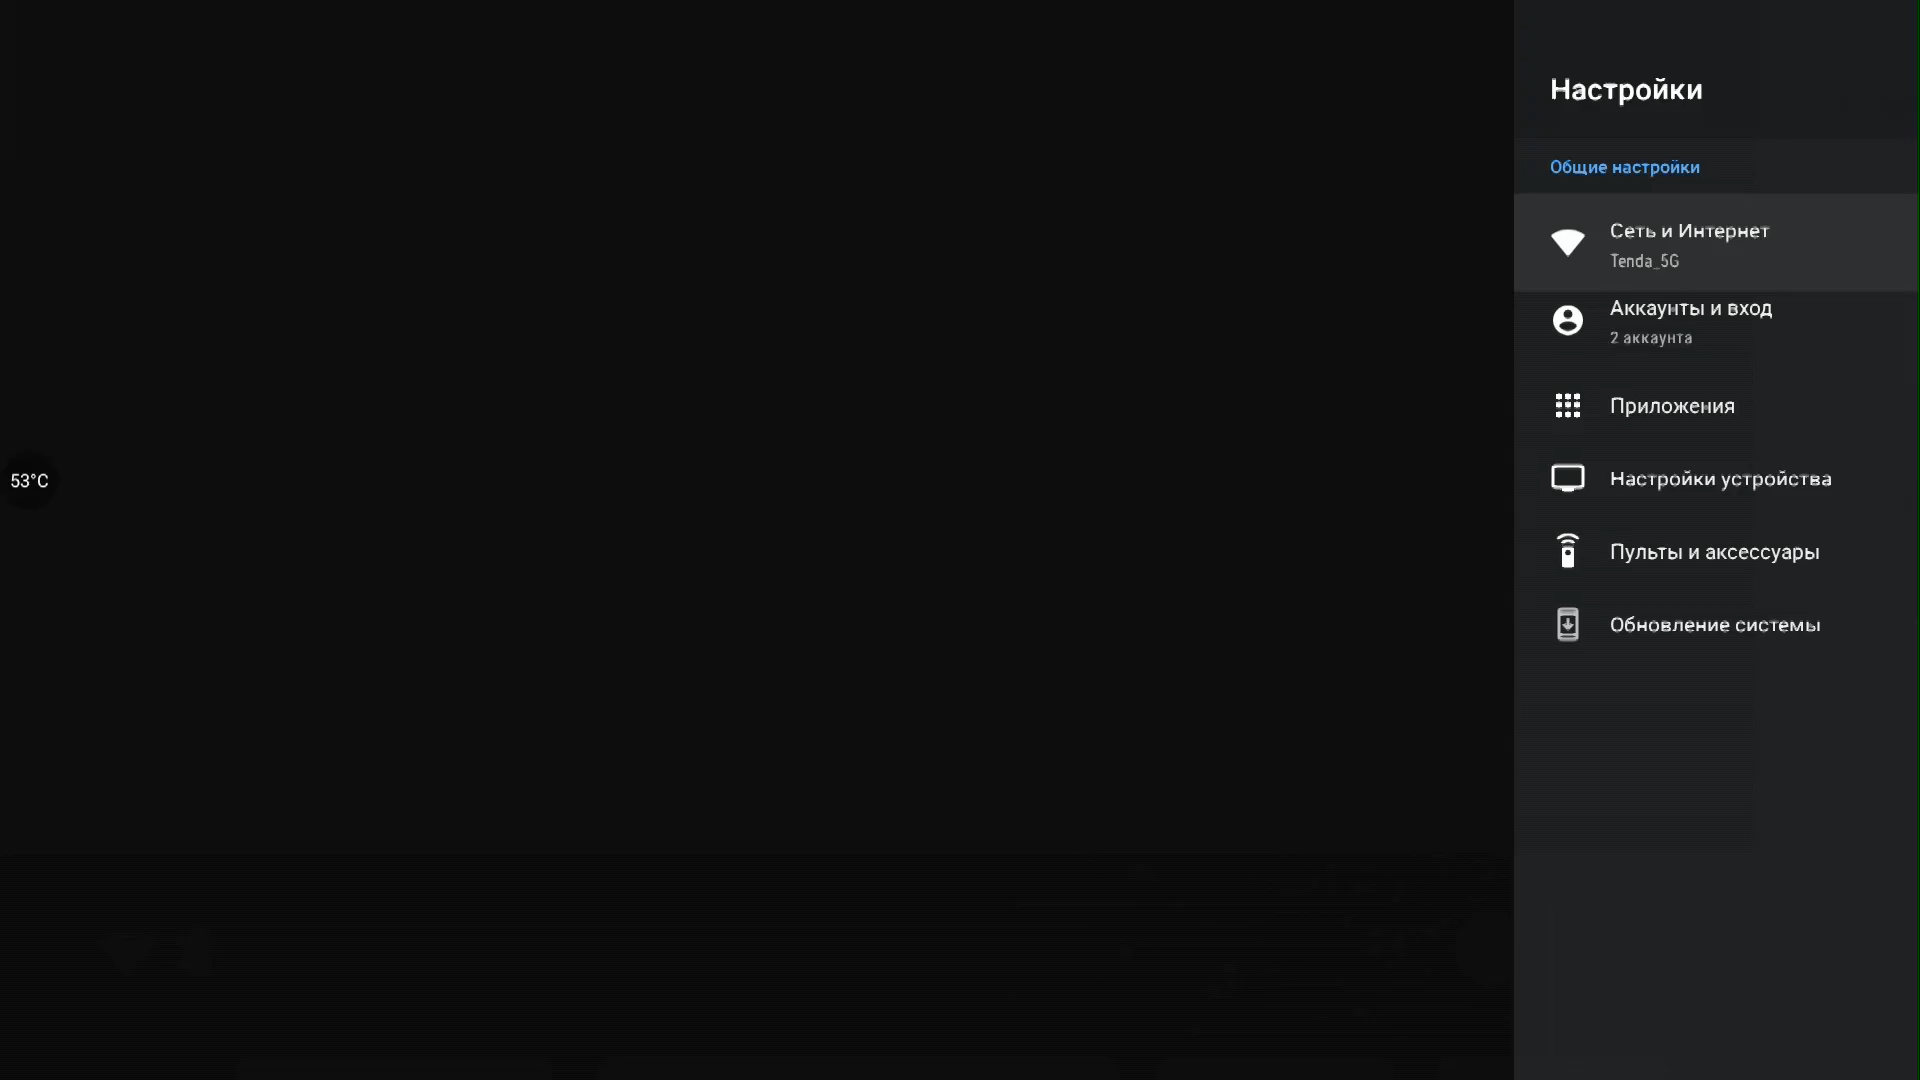 Настройки
Общие настройки
Сеть и Интернет
Tenda_5G
Аккаунты и вход
2 аккаунта
Приложения
53°C
Настройки устройства
Пульты и аксессуары
Обновление системы